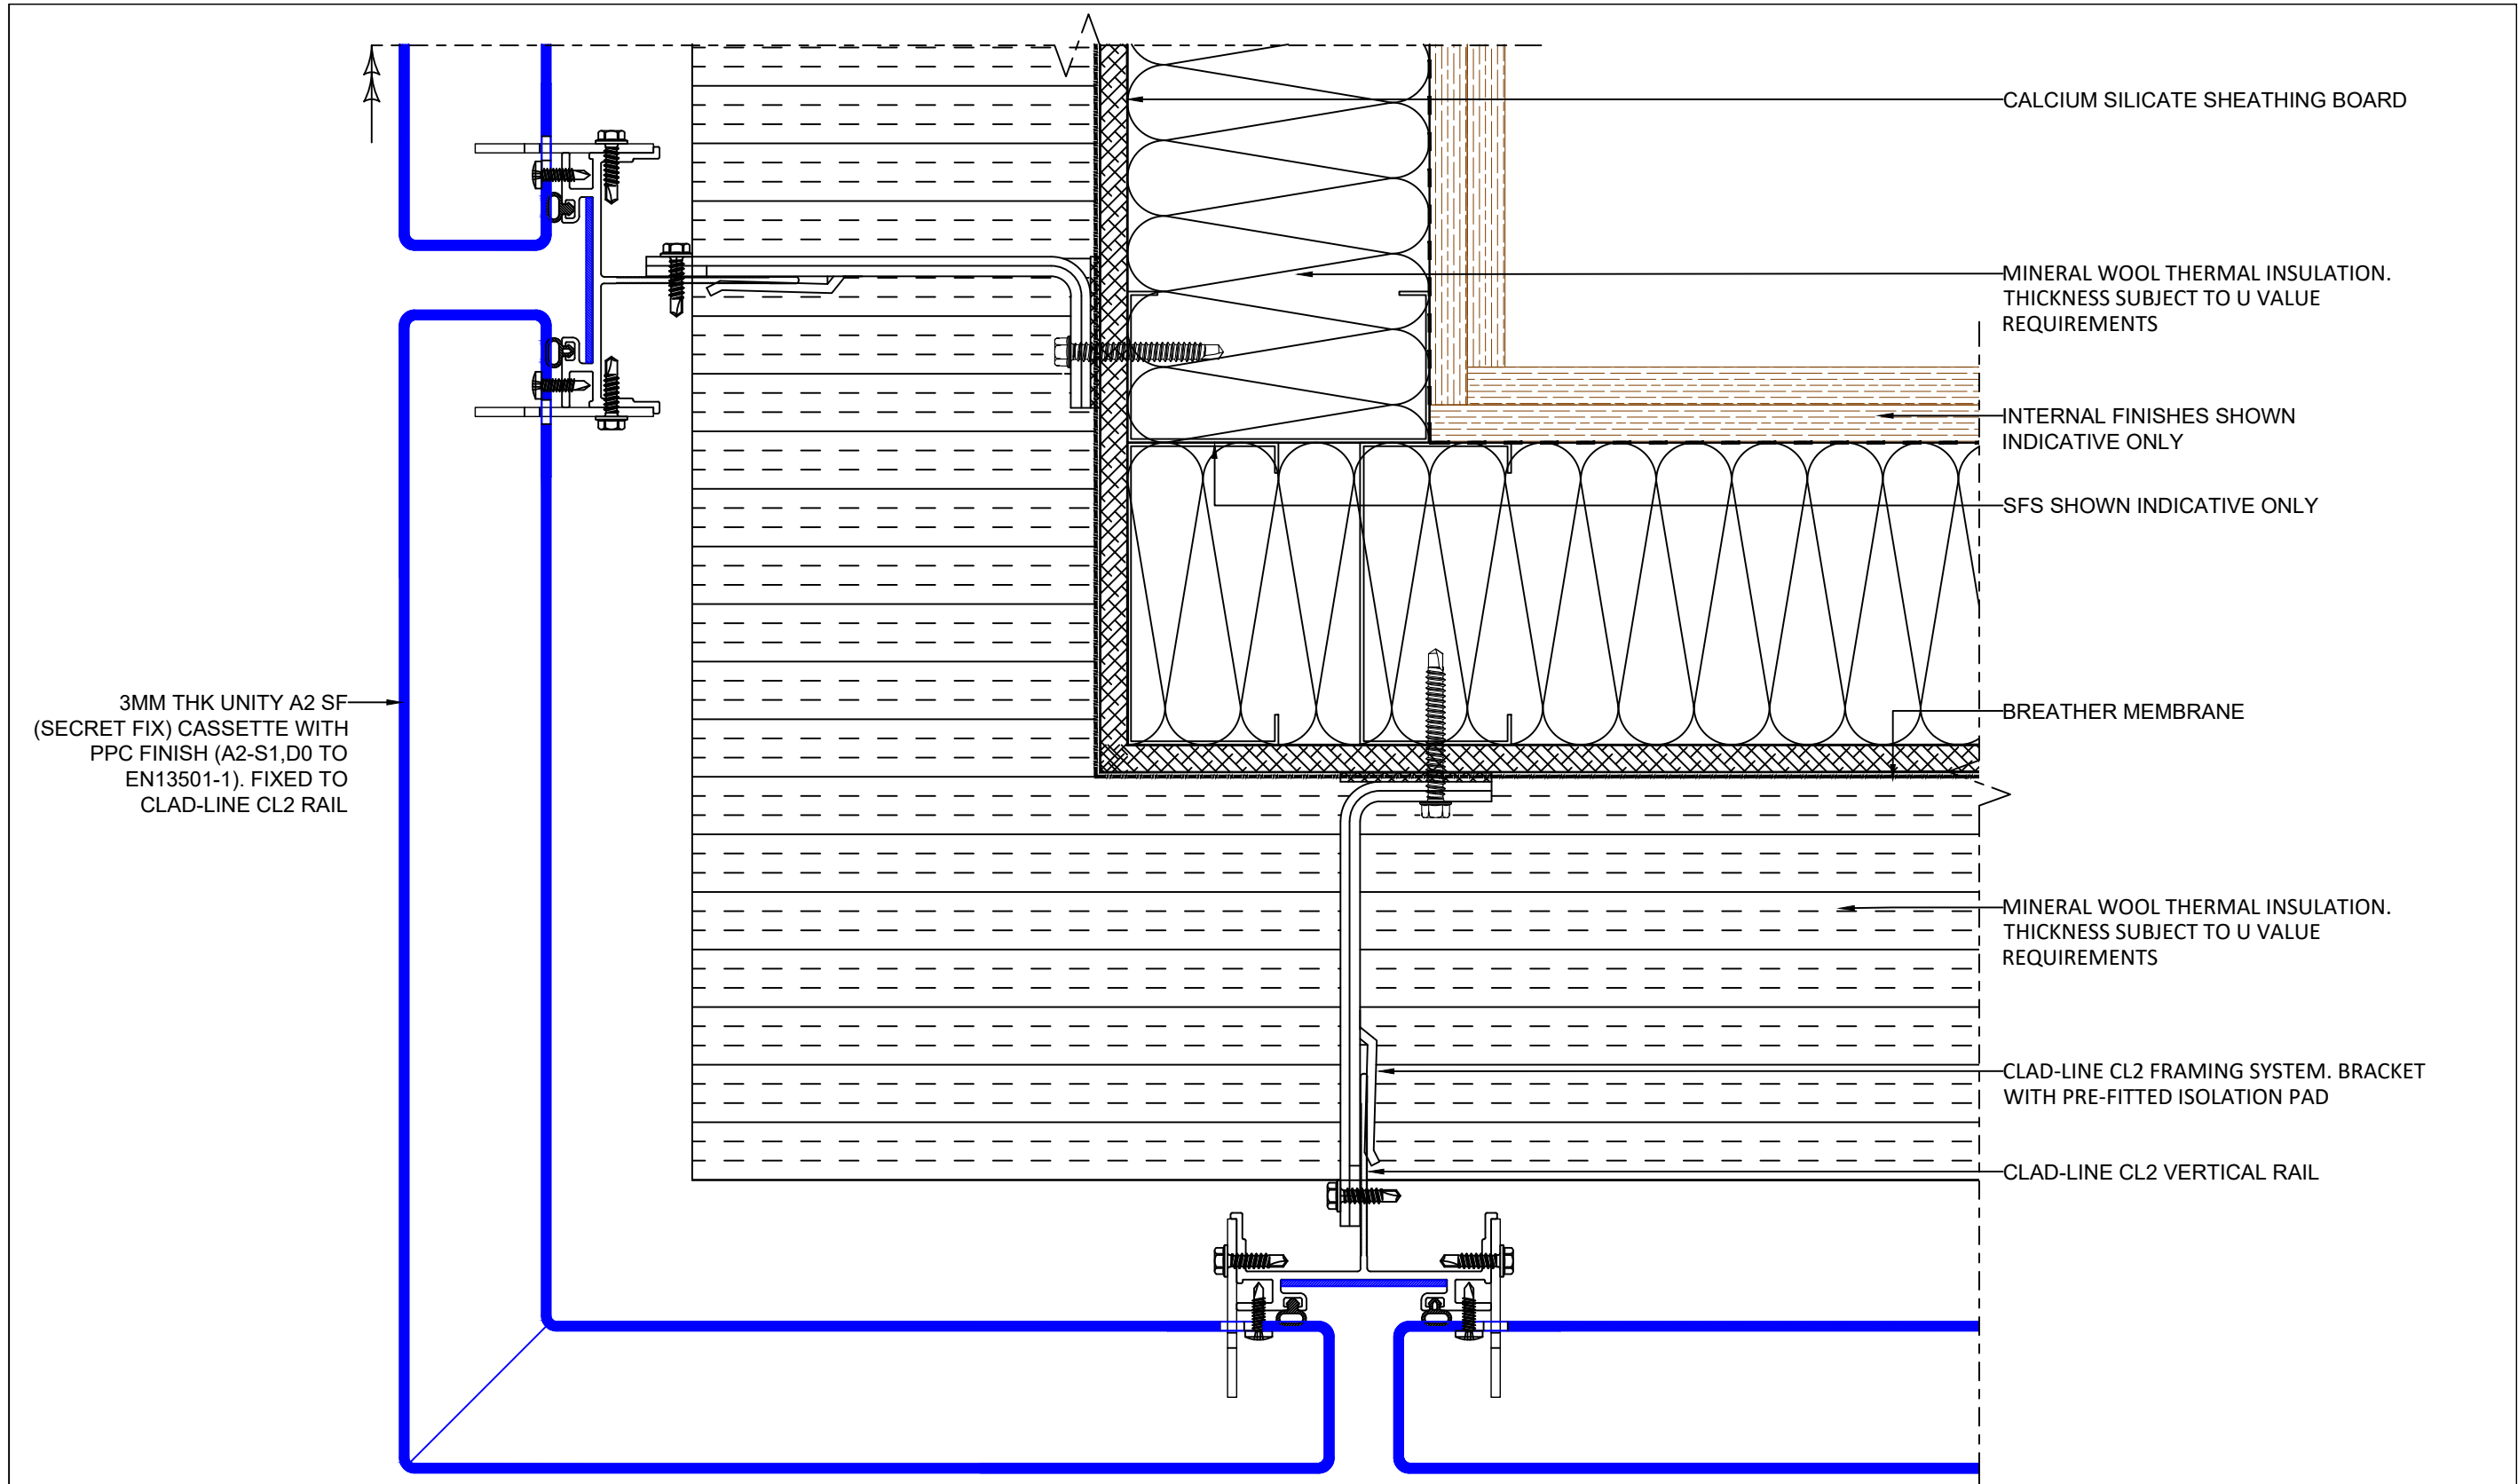 CALCIUM SILICATE SHEATHING BOARD
MINERAL WOOL THERMAL INSULATION.
THICKNESS SUBJECT TO U VALUE
REQUIREMENTS
INTERNAL FINISHES SHOWN
INDICATIVE ONLY
SFS SHOWN INDICATIVE ONLY
3MM THK UNITY A2 SF
(SECRET FIX) CASSETTE WITH
PPC FINISH (A2-S1,D0 TO
EN13501-1). FIXED TO
CLAD-LINE CL2 RAIL
BREATHER MEMBRANE
MINERAL WOOL THERMAL INSULATION.
THICKNESS SUBJECT TO U VALUE
REQUIREMENTS
CLAD-LINE CL2 FRAMING SYSTEM. BRACKET
WITH PRE-FITTED ISOLATION PAD
CLAD-LINE CL2 VERTICAL RAIL